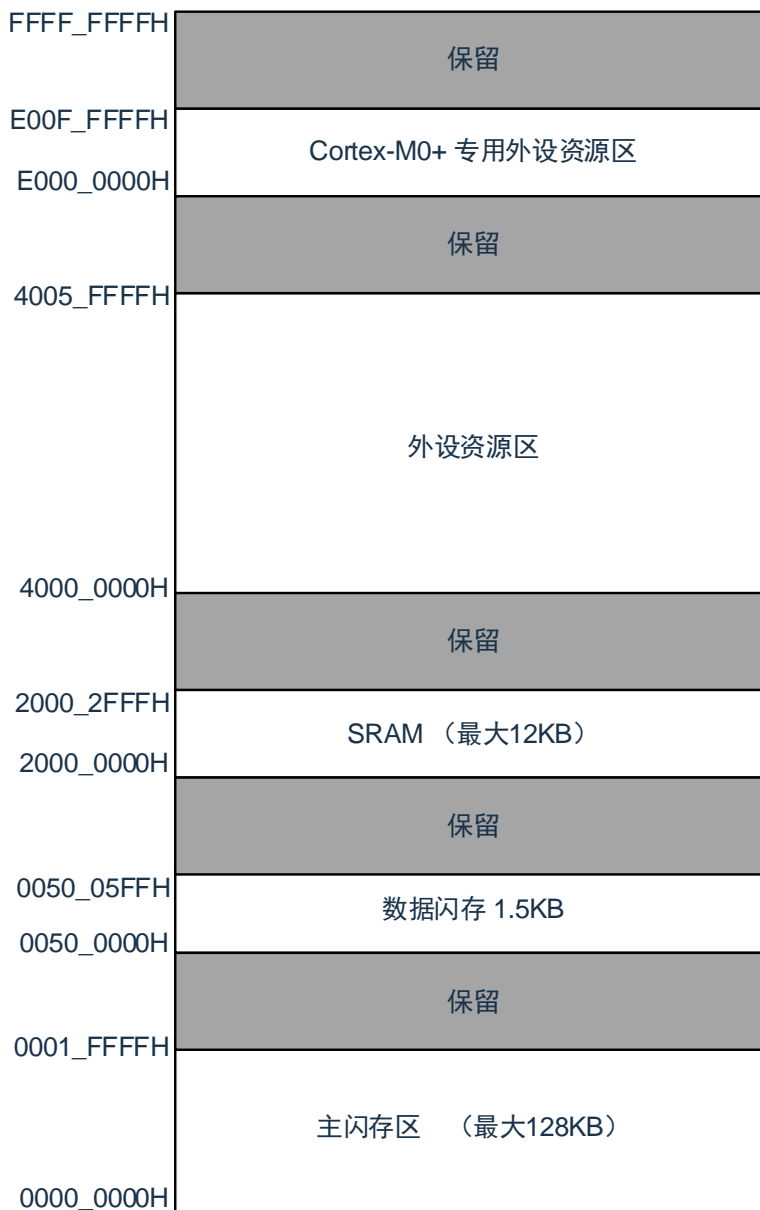 FFFF_FFFFH
保留
E00F_FFFFH
Cortex-M0+ 专用外设资源区
E000_0000H
保留
4005_FFFFH
外设资源区
4000_0000H
保留
2000_2FFFH
SRAM （最大12KB）
2000_0000H
保留
0050_05FFH
数据闪存 1.5KB
0050_0000H
保留
0001_FFFFH
主闪存区 （最大128KB）
0000_0000H